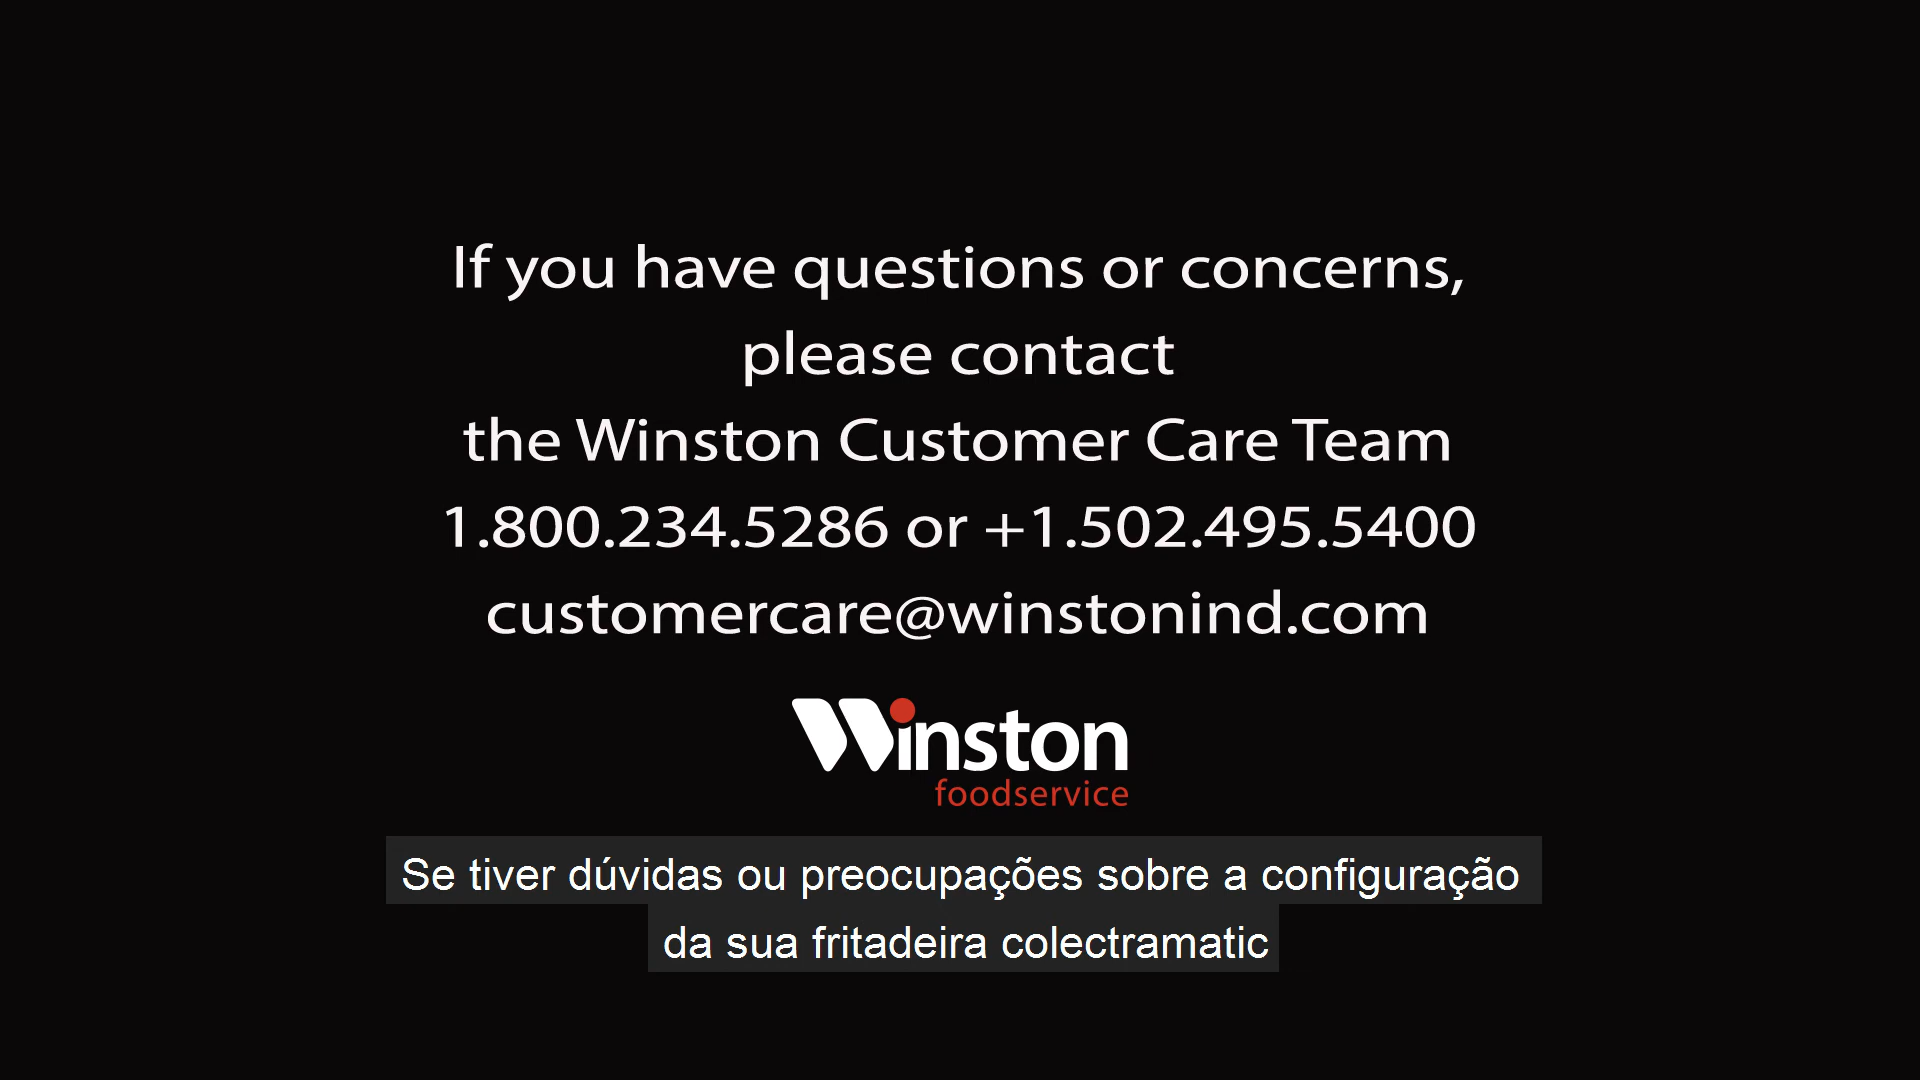 If you have questions or concerns,
please contact
the Winston Customer Care Team
1.800.234.5286 or +1.502.495.5400
customercare@winstonind.com
Winston
foodservice
Se tiver dúvidas ou preocupações sobre a configuração
da sua fritadeira colectramatic